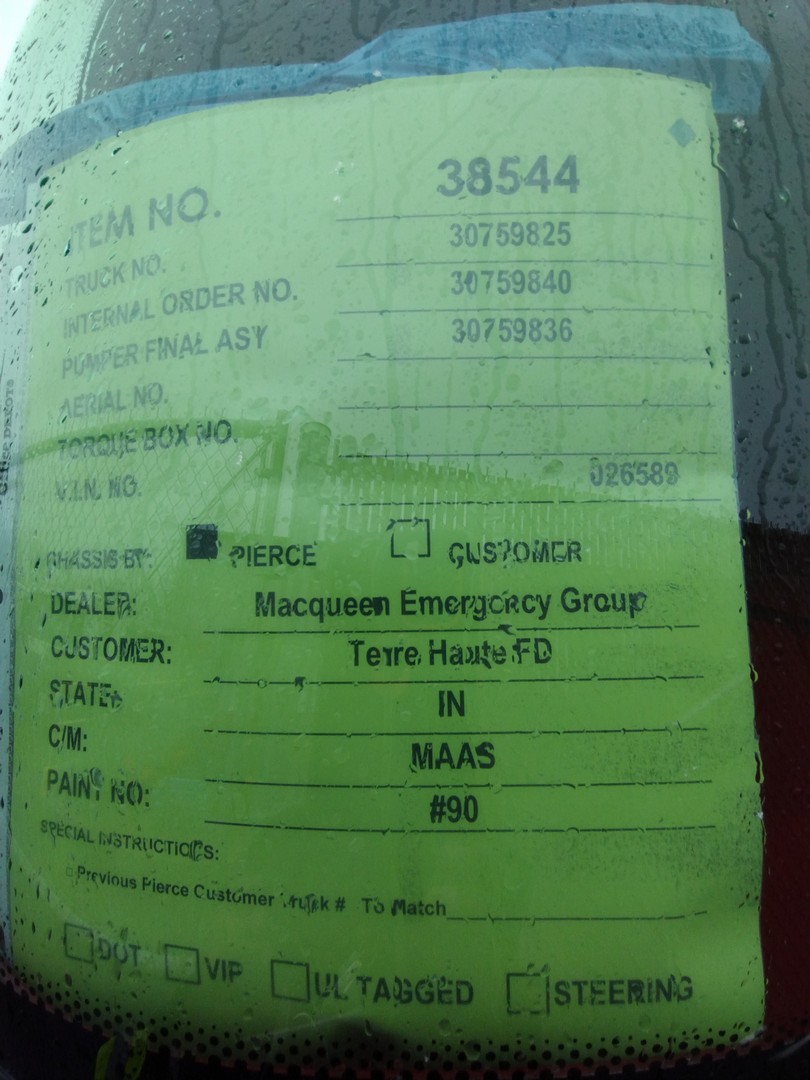 ITEM NO. 38544
TRUCK NO. 30759825
INTERNAL ORDER NO. 30759840
PUMPER FINAL ASY 30759836
AERIAL NO.
TORQUE BOX NO.
V.I.N. NO. 026589
CHASSIS BY: PIERCE CUSTOMER
DEALER: Macqueen Emergency Group
CUSTOMER: Terre Haute FD
STATE: IN
C/M: MAAS
PAINT NO: #90
SPECIAL INSTRUCTIONS:
Previous Pierce Customer Truck # To Match
DOT VIP UL TAGGED STEERING